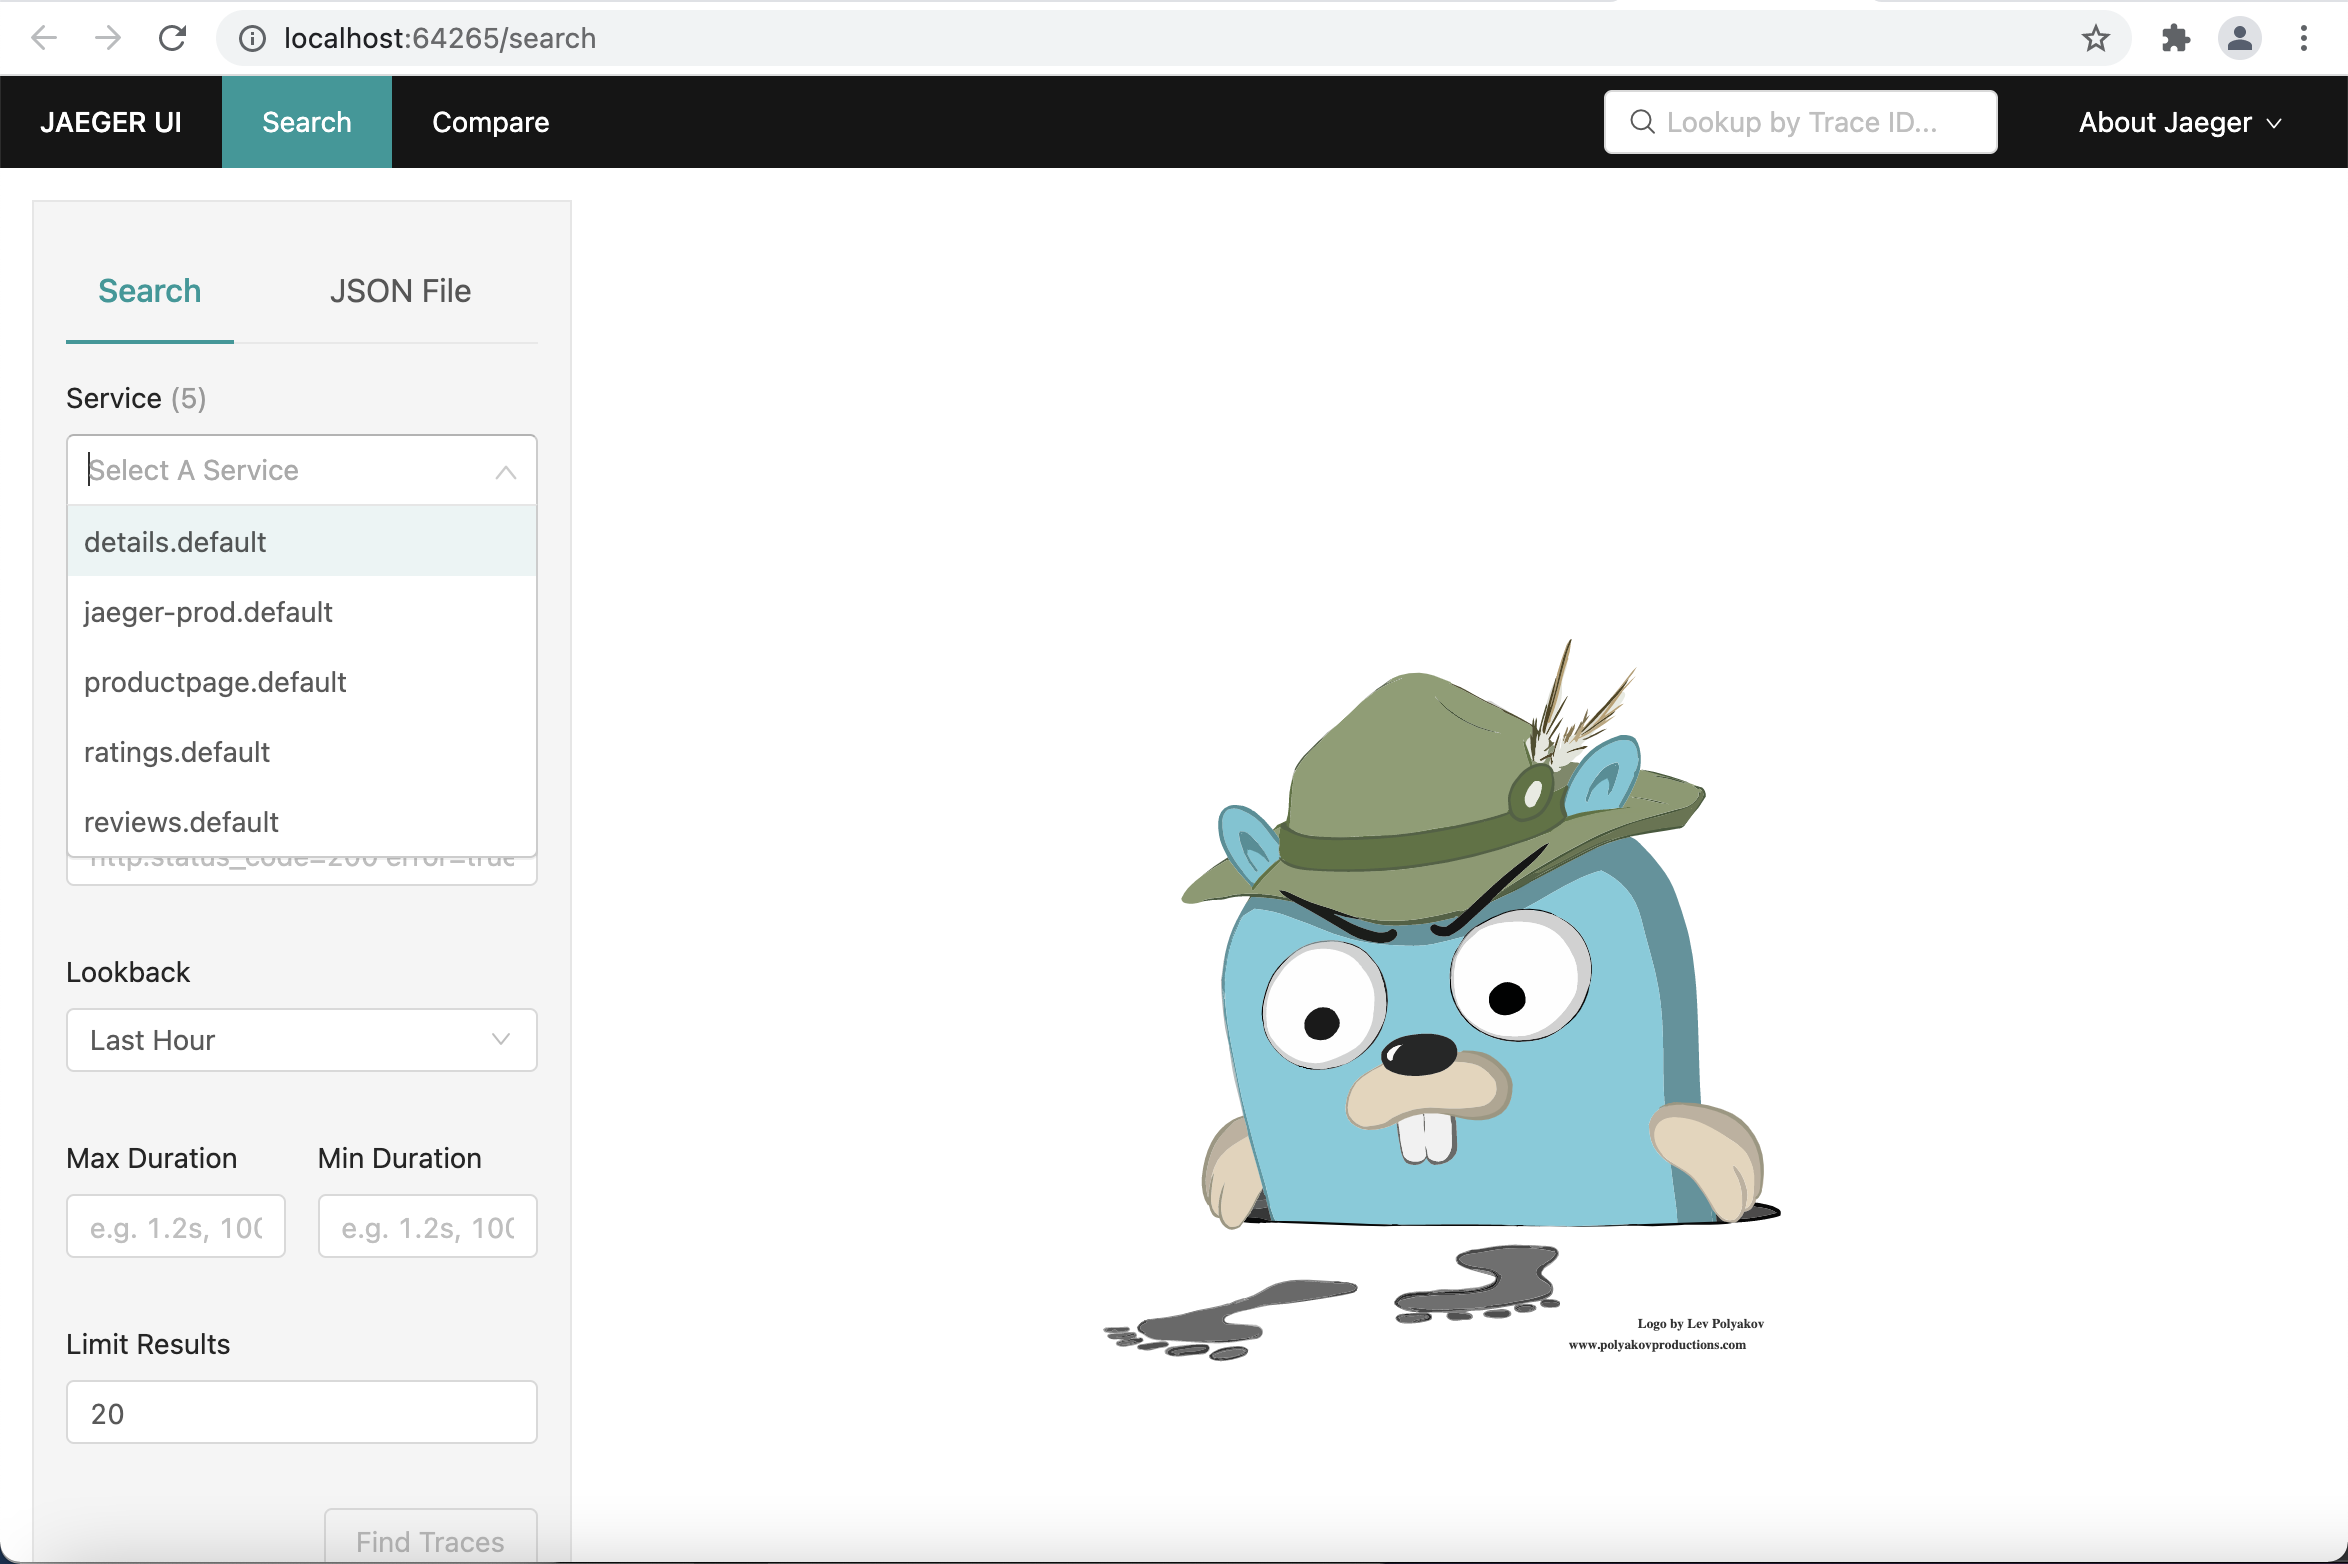 localhost:64265/search
JAEGER UI Search Compare Lookup by Trace ID... About Jaeger
Search JSON File
Service (5)
Select A Service
details.default
jaeger-prod.default
productpage.default
ratings.default
reviews.default
http.status_code=200 error=true
Lookback
Last Hour
Max Duration Min Duration
e.g. 1.2s, 100 e.g. 1.2s, 100
Limit Results
20
Find Traces
Logo by Lev Polyakov
www.polyakovproductions.com